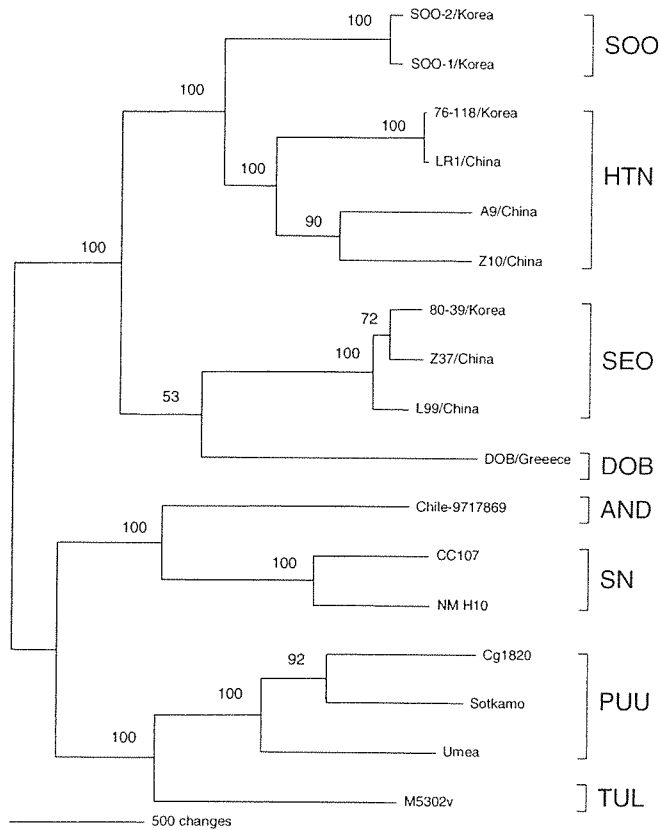 100
SOO-2/Korea
SOO
SOO-1/Korea
100
76-118/Korea
100
LR1/China
HTN
100
A9/China
90
Z10/China
100
80-39/Korea
72
100
Z37/China
SEO
53
L99/China
DOB/Greeece
DOB
Chile-9717869
AND
100
CC107
100
SN
NM H10
Cg1820
92
100
Sotkamo
PUU
100
Umea
M5302v
TUL
500 changes